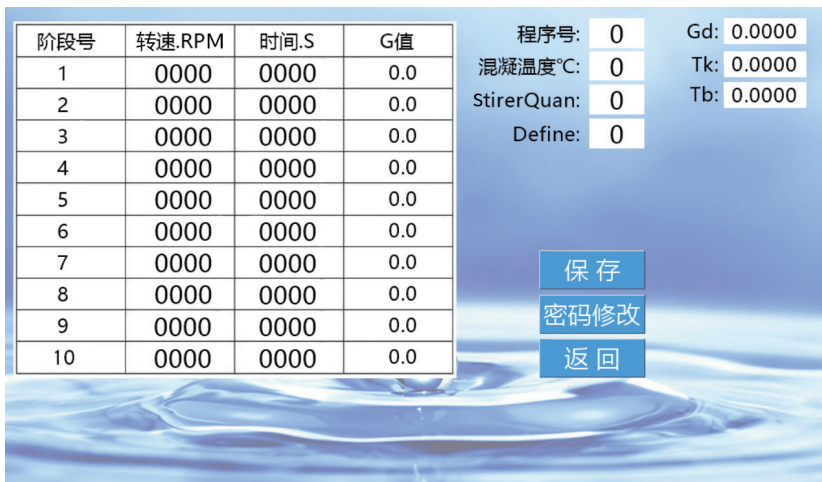 阶段号 转速.RPM 时间.S G值
1 0000 0000 0.0
2 0000 0000 0.0
3 0000 0000 0.0
4 0000 0000 0.0
5 0000 0000 0.0
6 0000 0000 0.0
7 0000 0000 0.0
8 0000 0000 0.0
9 0000 0000 0.0
10 0000 0000 0.0
程序号: 0
混凝温度℃: 0
StirerQuan: 0
Define: 0
Gd: 0.0000
Tk: 0.0000
Tb: 0.0000
保存
密码修改
返回